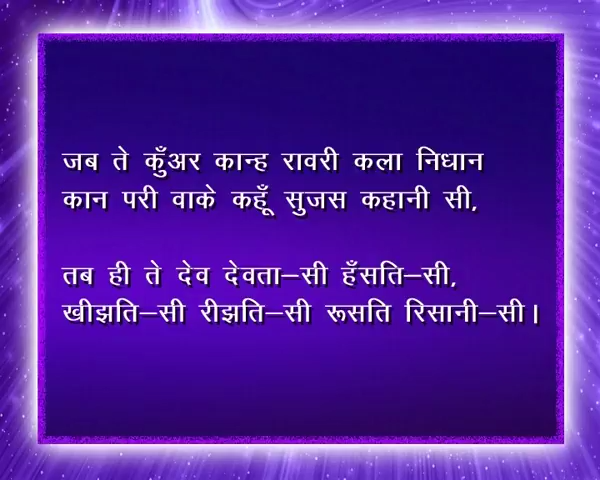 जब ते कुँअर कान्ह रावरी कला निधान
कान परी वाके कहूँ सुजस कहानी सी,
तब ही ते देव देवता–सी हँसति–सी,
खीझति–सी रीझति–सी रूसति रिसानी–सी।